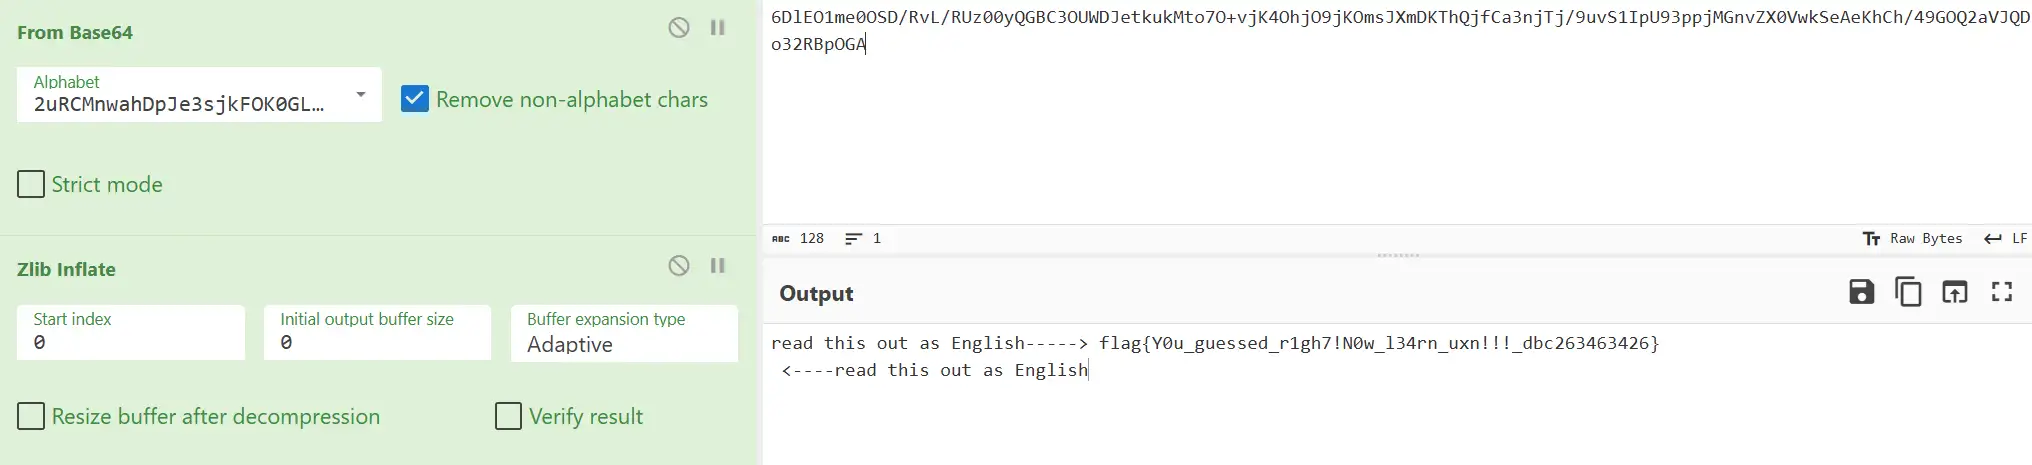 From Base64
Alphabet
2uRCMnwahDpJe3sjkFOK0GL…
Remove non-alphabet chars
Strict mode
Zlib Inflate
Start index
0
Initial output buffer size
0
Buffer expansion type
Adaptive
Resize buffer after decompression
Verify result
6DlEO1me0OSD/RvL/RUz00yQGBC3OUWDJetkukMto7O+vjK4OhjO9jKOmsJXmDKThQjfCa3njTj/9uvS1IpU93ppjMGnvZX0VwkSeAeKhCh/49GOQ2aVJQD
o32RBpOGA
ABC 128 1
Raw Bytes LF
Output
read this out as English-----> flag{Y0u_guessed_r1gh7!N0w_l34rn_uxn!!!_dbc263463426}
<----read this out as English